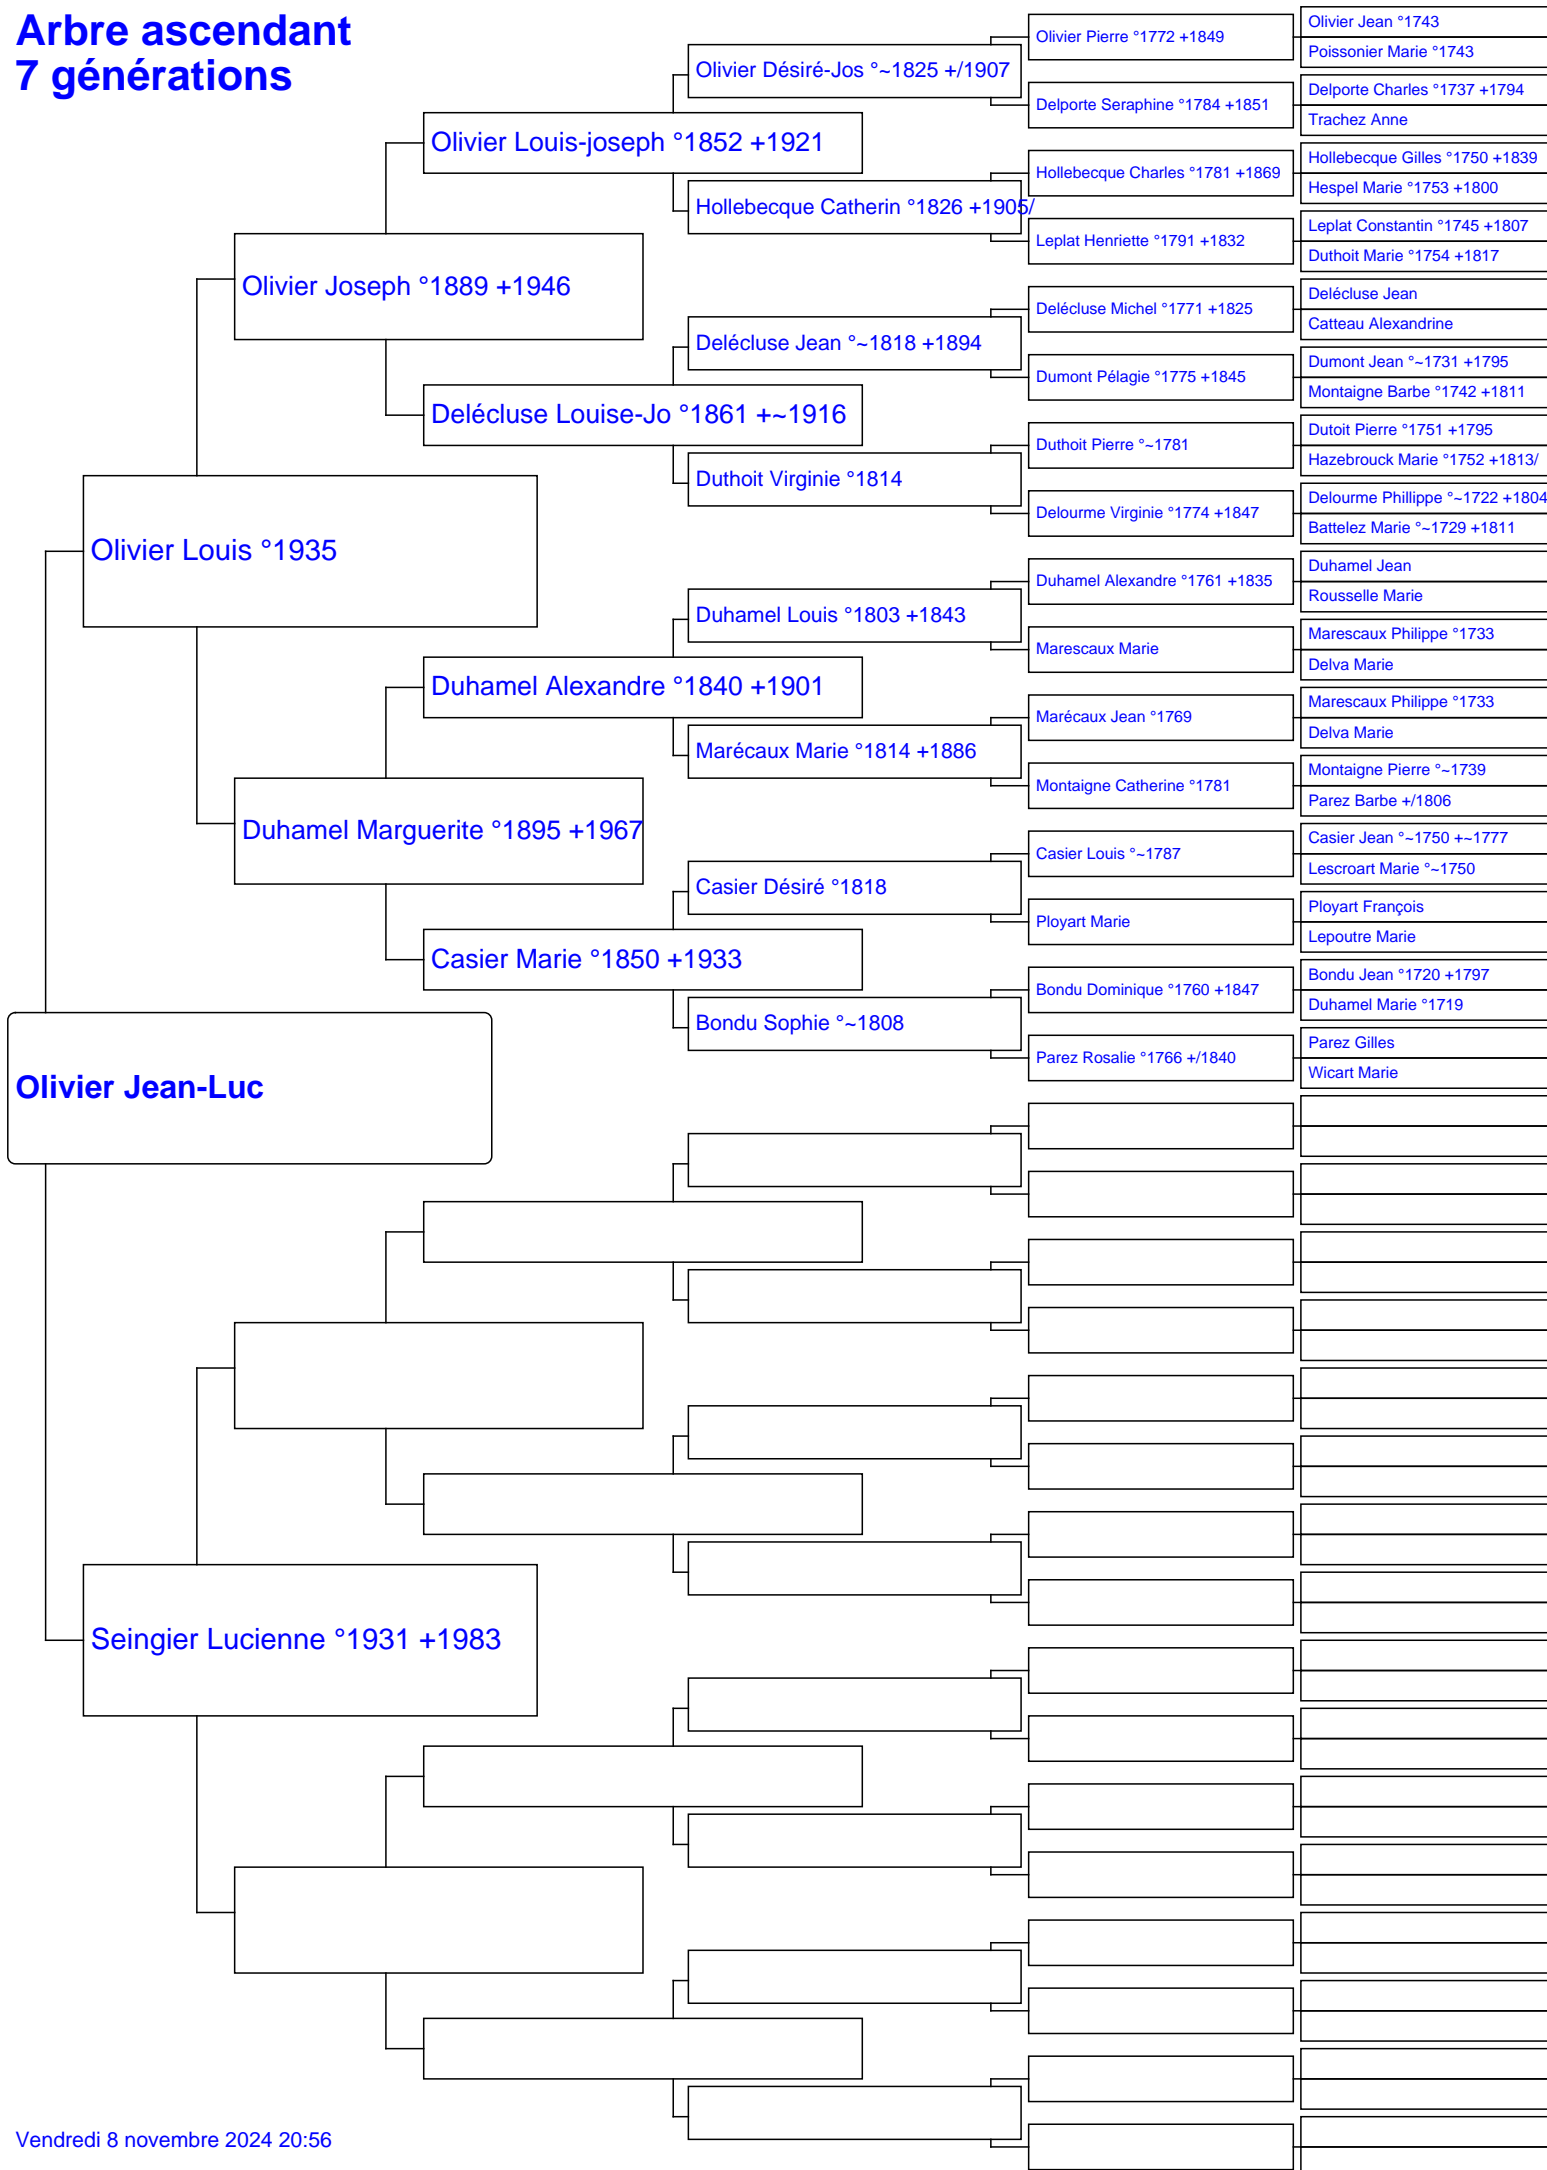 Arbre ascendant
7 générations
Olivier Jean-Luc
Olivier Louis °1935
Seingier Lucienne °1931 +1983
Olivier Joseph °1889 +1946
Duhamel Marguerite °1895 +1967
Olivier Louis-joseph °1852 +1921
Delécluse Louise-Jo °1861 +~1916
Duhamel Alexandre °1840 +1901
Casier Marie °1850 +1933
Olivier Désiré-Jos °~1825 +/1907
Hollebecque Catherin °1826 +1905/
Delécluse Jean °~1818 +1894
Duthoit Virginie °1814
Duhamel Louis °1803 +1843
Marécaux Marie °1814 +1886
Casier Désiré °1818
Bondu Sophie °~1808
Olivier Pierre °1772 +1849
Delporte Seraphine °1784 +1851
Hollebecque Charles °1781 +1869
Leplat Henriette °1791 +1832
Delécluse Michel °1771 +1825
Dumont Pélagie °1775 +1845
Duthoit Pierre °~1781
Delourme Virginie °1774 +1847
Duhamel Alexandre °1761 +1835
Marescaux Marie
Marécaux Jean °1769
Montaigne Catherine °1781
Casier Louis °~1787
Ployart Marie
Bondu Dominique °1760 +1847
Parez Rosalie °1766 +/1840
Olivier Jean °1743
Poissonier Marie °1743
Delporte Charles °1737 +1794
Trachez Anne
Hollebecque Gilles °1750 +1839
Hespel Marie °1753 +1800
Leplat Constantin °1745 +1807
Duthoit Marie °1754 +1817
Delécluse Jean
Catteau Alexandrine
Dumont Jean °~1731 +1795
Montaigne Barbe °1742 +1811
Dutoit Pierre °1751 +1795
Hazebrouck Marie °1752 +1813/
Delourme Phillippe °~1722 +1804
Battelez Marie °~1729 +1811
Duhamel Jean
Rousselle Marie
Marescaux Philippe °1733
Delva Marie
Marescaux Philippe °1733
Delva Marie
Montaigne Pierre °~1739
Parez Barbe +/1806
Casier Jean °~1750 +~1777
Lescroart Marie °~1750
Ployart François
Lepoutre Marie
Bondu Jean °1720 +1797
Duhamel Marie °1719
Parez Gilles
Wicart Marie
Vendredi 8 novembre 2024 20:56